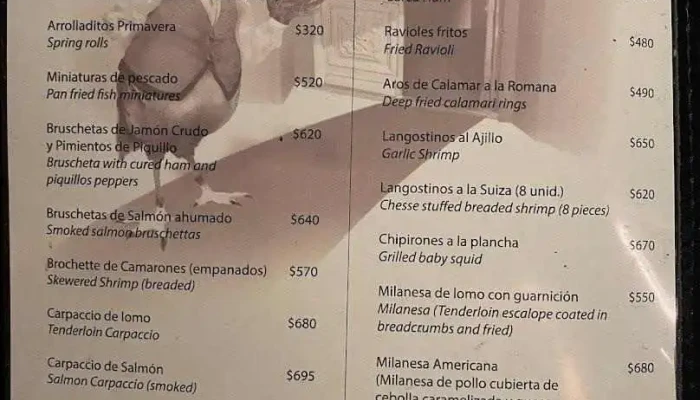 Arrolladitos Primavera $320
Spring rolls
Miniaturas de pescado $520
Pan fried fish miniatures
Bruschetas de Jamón Crudo $620
y Pimientos de Piquillo
Bruscheta with cured ham and
piquillos peppers
Bruschetas de Salmón ahumado $640
Smoked salmon bruschettas
Brochette de Camarones (empanados) $570
Skewered Shrimp (breaded)
Carpaccio de lomo $680
Tenderloin Carpaccio
Carpaccio de Salmón $695
Salmon Carpaccio (smoked)
Ravioles fritos $480
Fried Ravioli
Aros de Calamar a la Romana $490
Deep fried calamari rings
Langostinos al Ajillo $650
Garlic Shrimp
Langostinos a la Suiza (8 unid.) $620
Chesse stuffed breaded shrimp (8 pieces)
Chipirones a la plancha $670
Grilled baby squid
Milanesa de lomo con guarnición $550
Milanesa (Tenderloin escalope coated in
breadcrumbs and fried)
Milanesa Americana $680
(Milanesa de pollo cubierta de